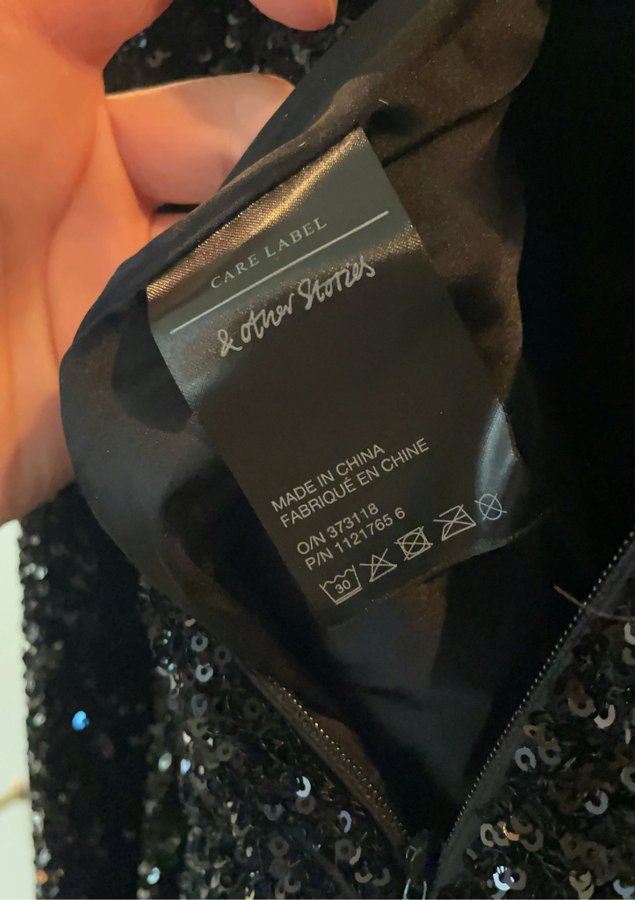 CARE LABEL
& other Stories
MADE IN CHINA
FABRIQUÉ EN CHINE
O/N 373118
P/N 1121765 6
30